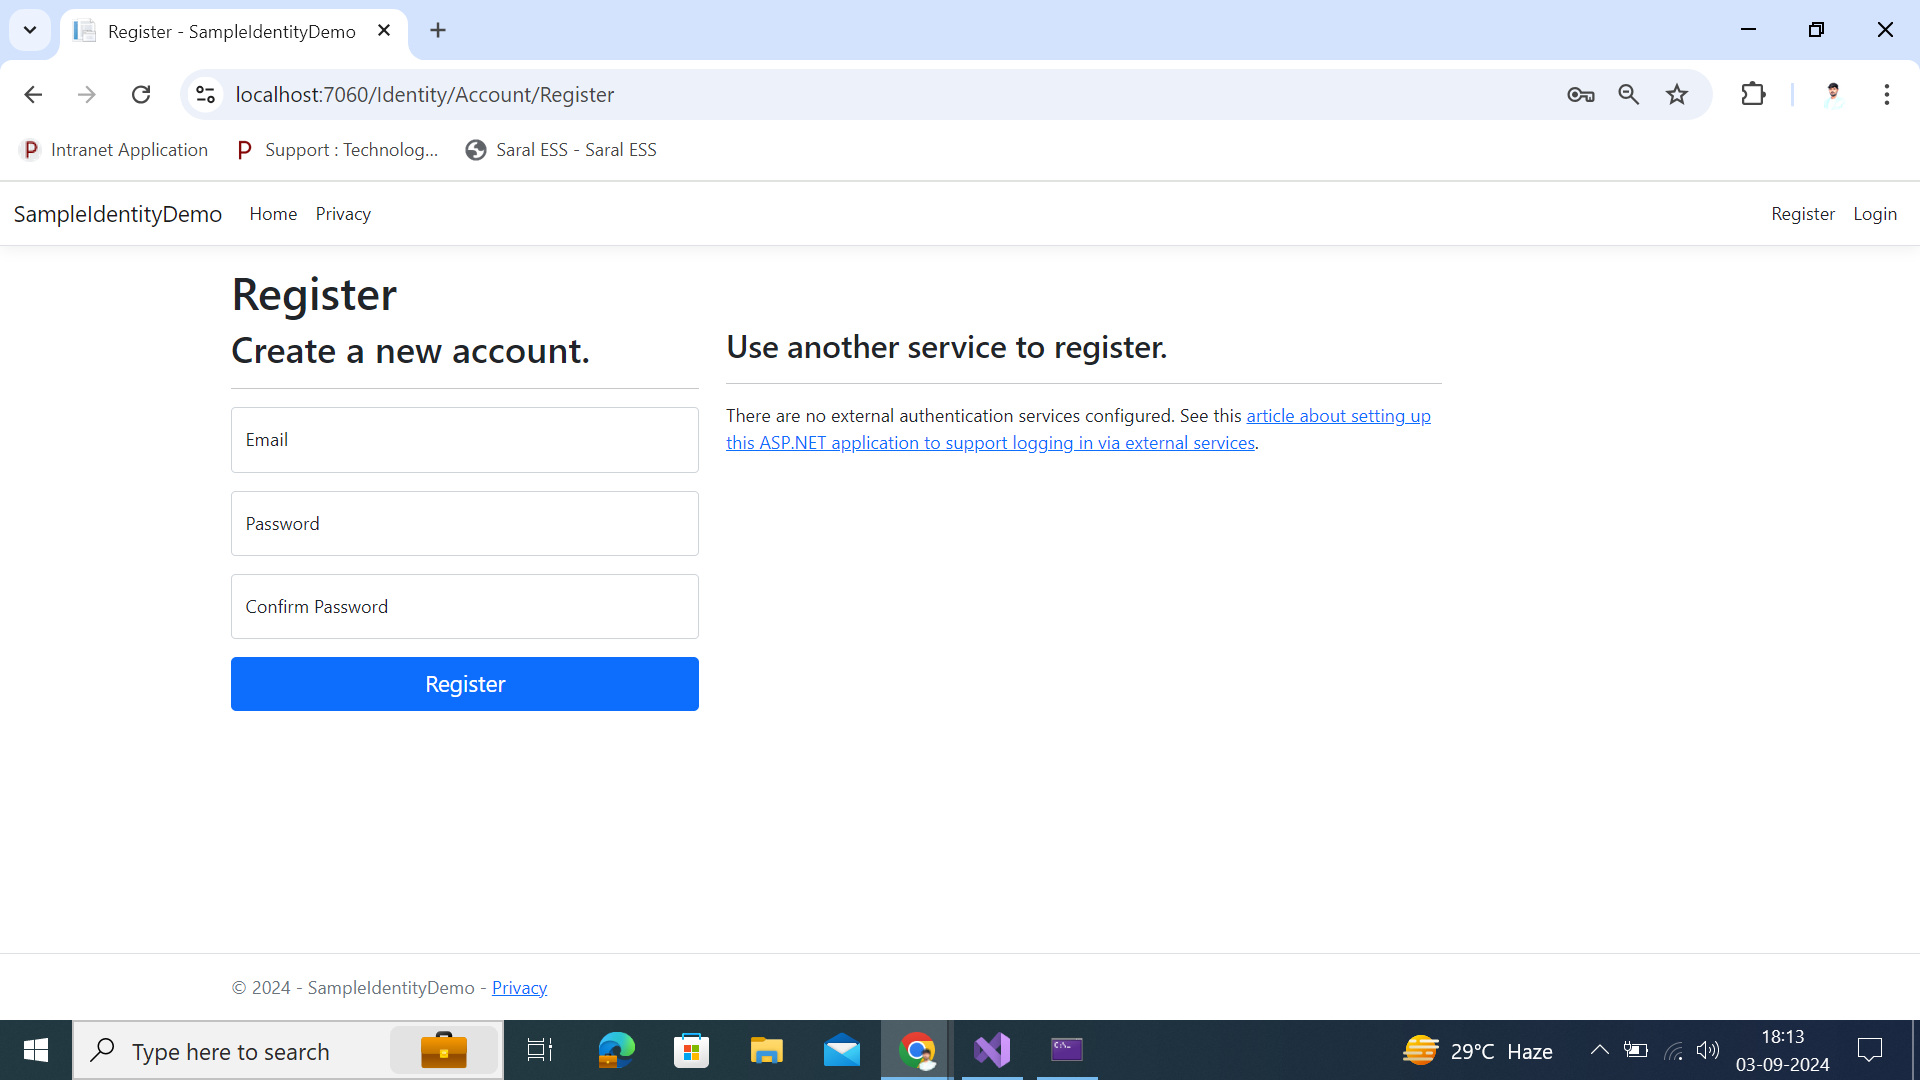 Register - SampleIdentityDemo
localhost:7060/Identity/Account/Register
Intranet Application
Support : Technolog...
Saral ESS - Saral ESS
SampleIdentityDemo Home Privacy Register Login
Register
Create a new account.
Email
Password
Confirm Password
Register
Use another service to register.
There are no external authentication services configured. See this article about setting up
this ASP.NET application to support logging in via external services.
© 2024 - SampleIdentityDemo - Privacy
Type here to search
29°C Haze
18:13
03-09-2024